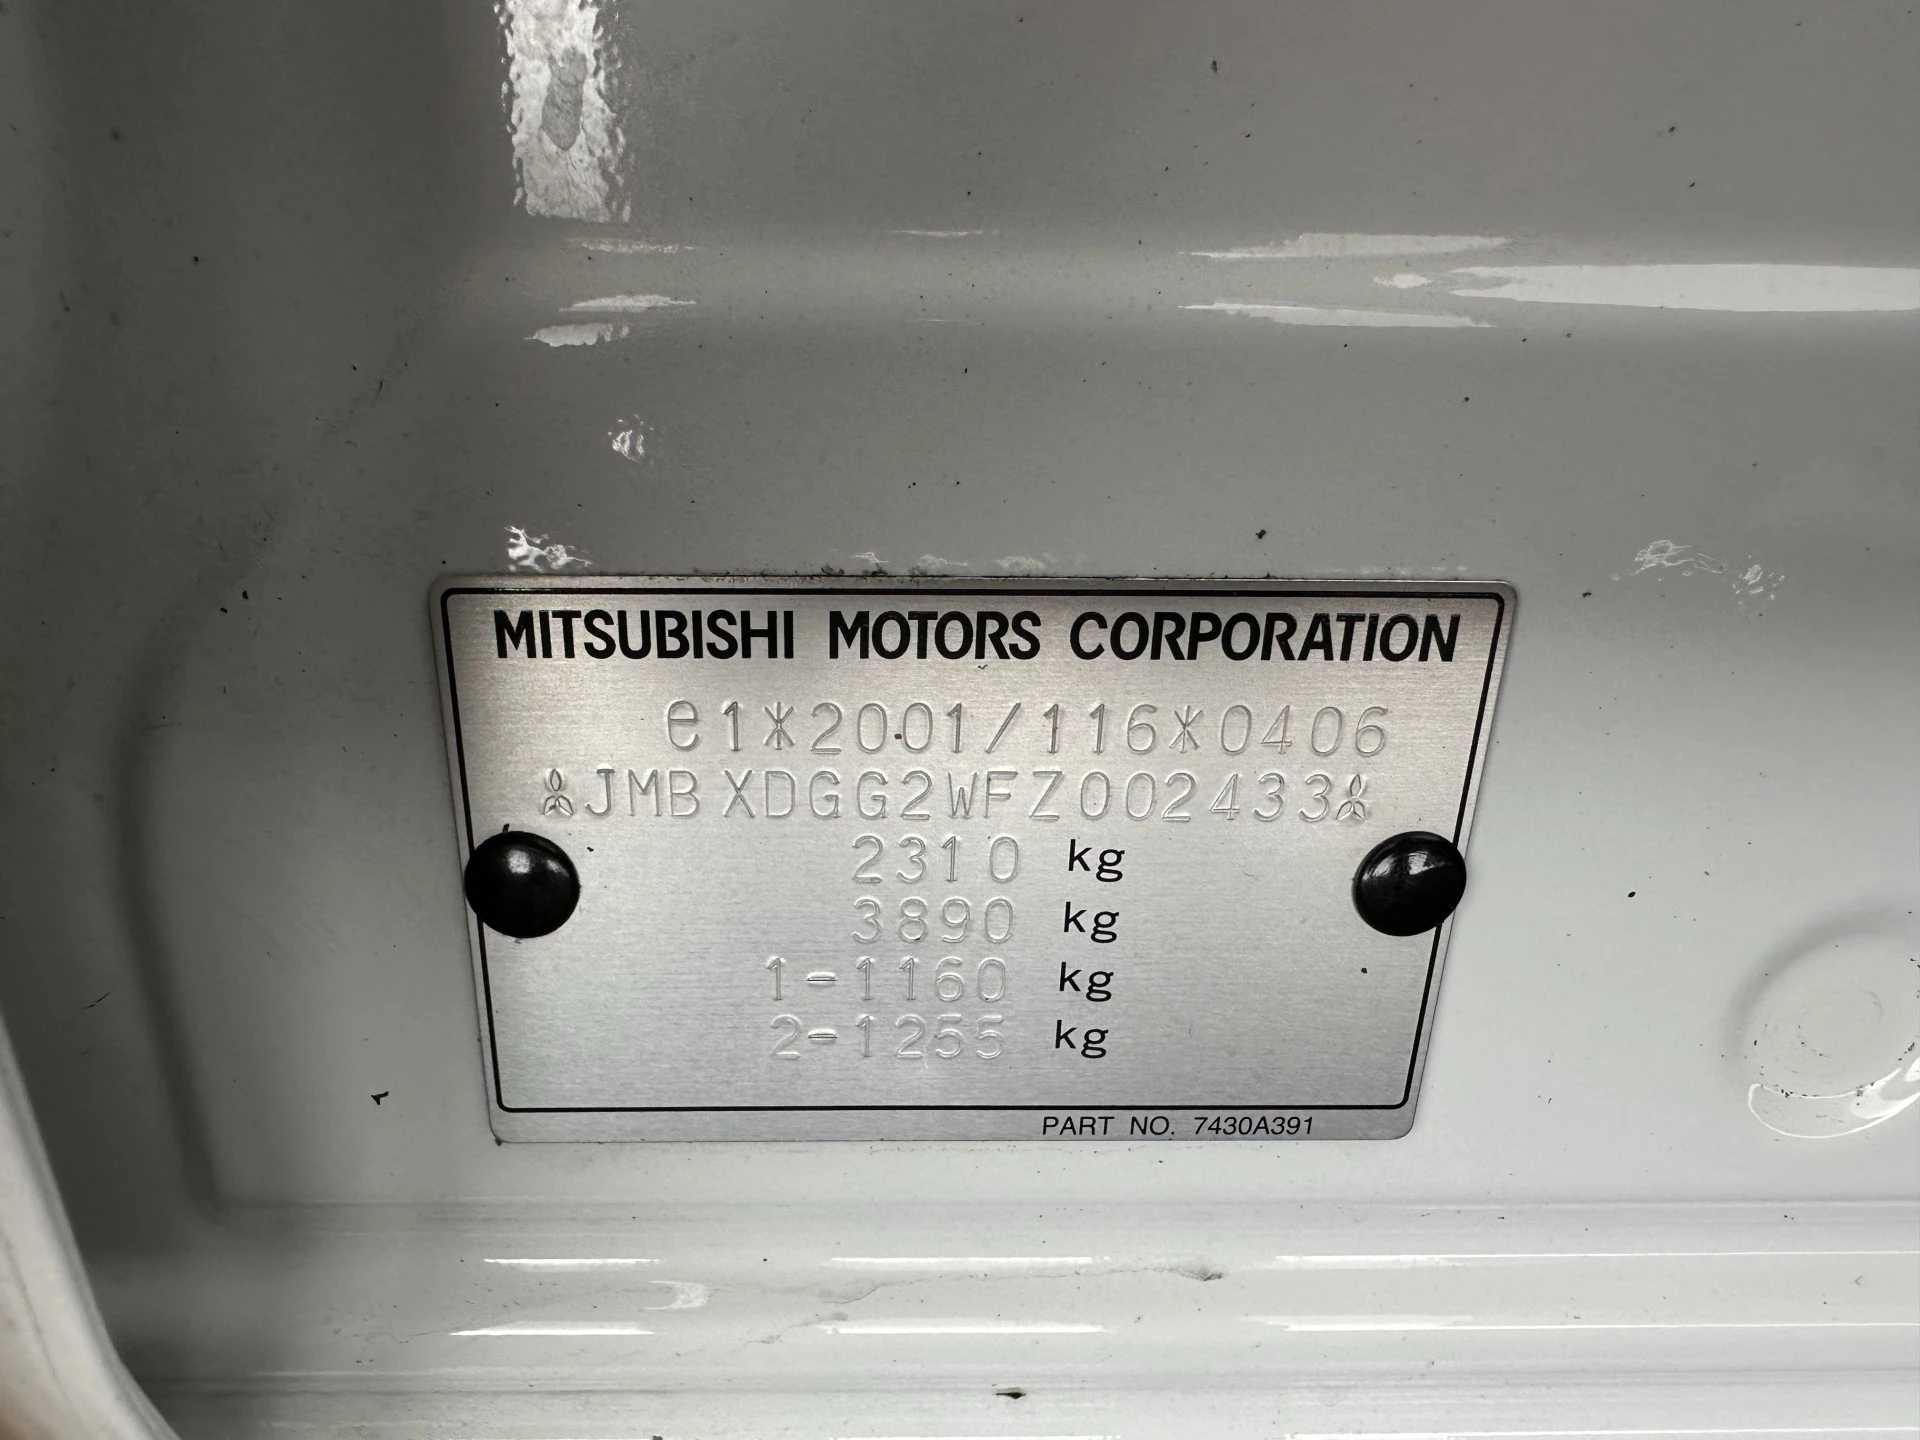 MITSUBISHI MOTORS CORPORATION
e1*2001/116*0406
JMBXDGG2WFZ002433
2310 kg
3890 kg
1-1160 kg
2-1255 kg
PART NO. 7430A391